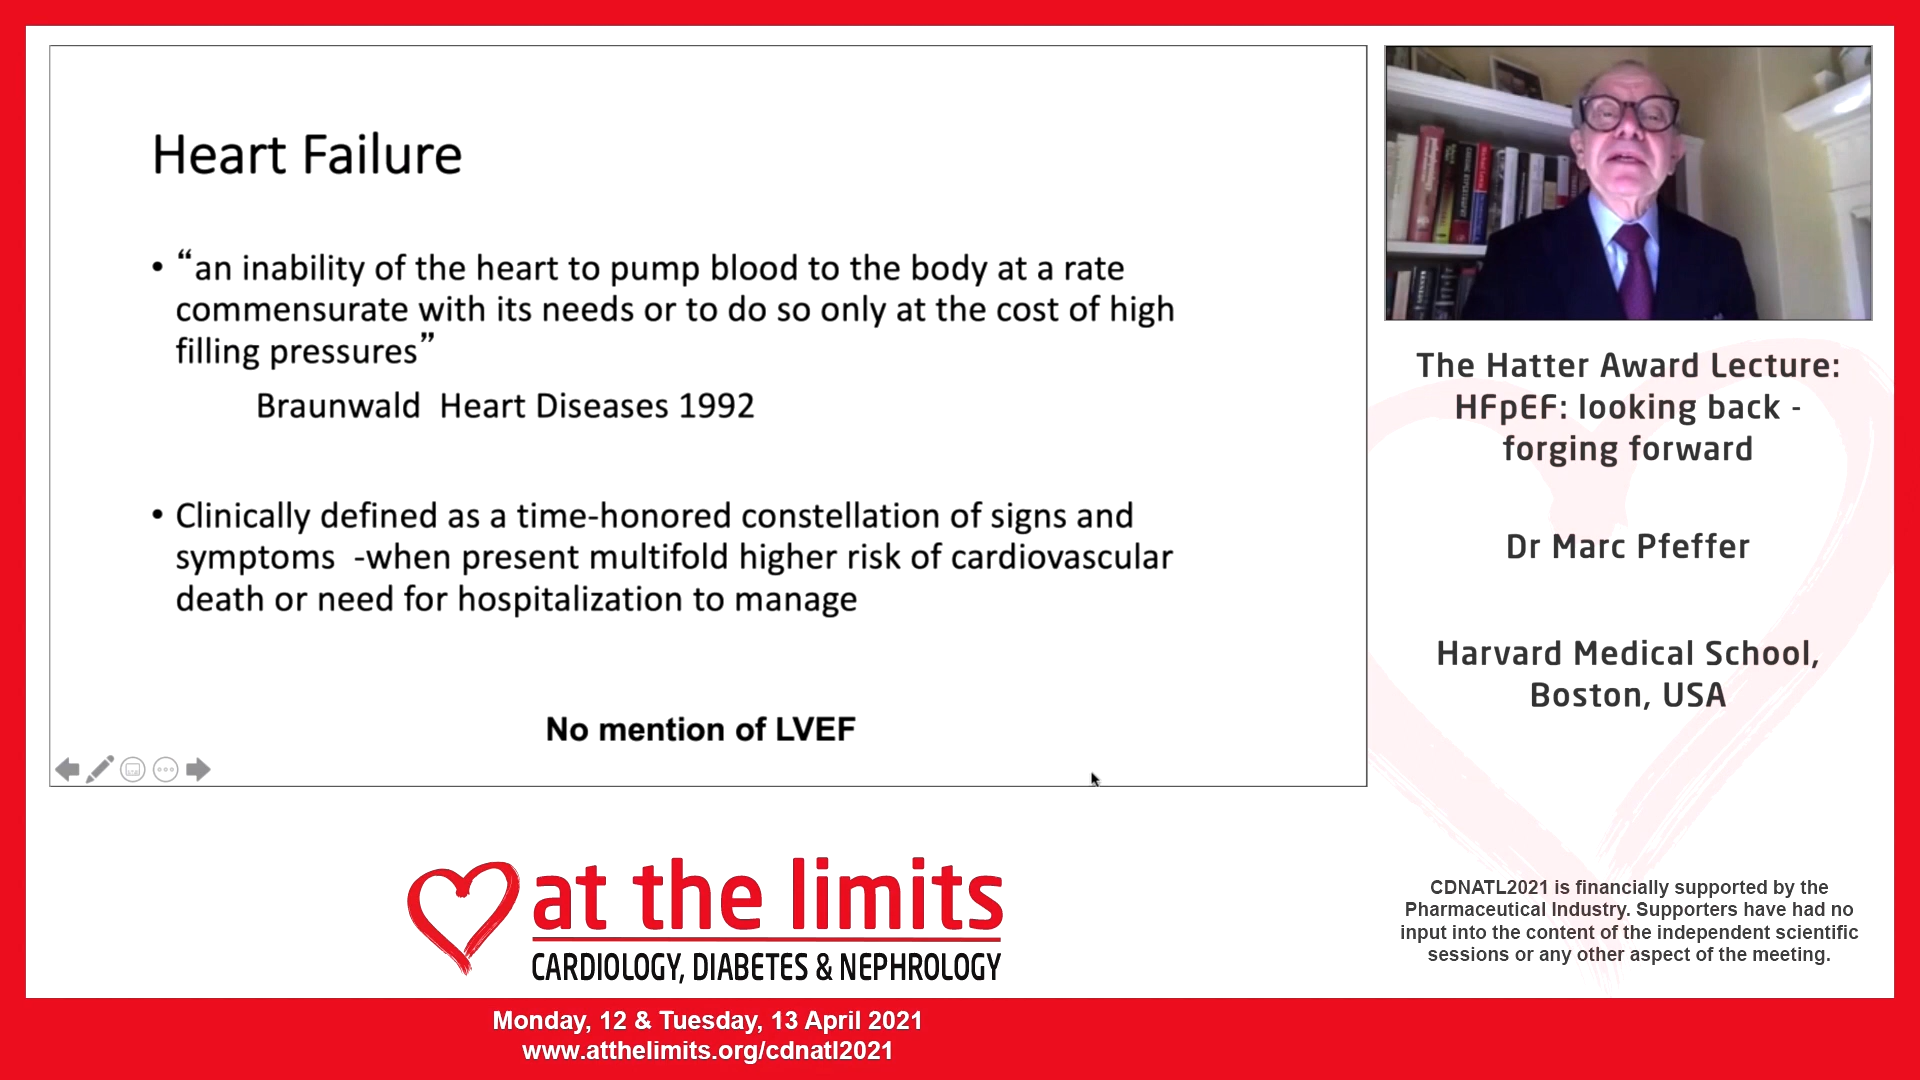 Heart Failure
• “an inability of the heart to pump blood to the body at a rate
commensurate with its needs or to do so only at the cost of high
filling pressures”
Braunwald Heart Diseases 1992
• Clinically defined as a time-honored constellation of signs and
symptoms -when present multifold higher risk of cardiovascular
death or need for hospitalization to manage
No mention of LVEF
The Hatter Award Lecture:
HFpEF: looking back -
forging forward
Dr Marc Pfeffer
Harvard Medical School,
Boston, USA
at the limits
CARDIOLOGY, DIABETES & NEPHROLOGY
CDNATL2021 is financially supported by the
Pharmaceutical Industry. Supporters have had no
input into the content of the independent scientific
sessions or any other aspect of the meeting.
Monday, 12 & Tuesday, 13 April 2021
www.atthelimits.org/cdnatl2021